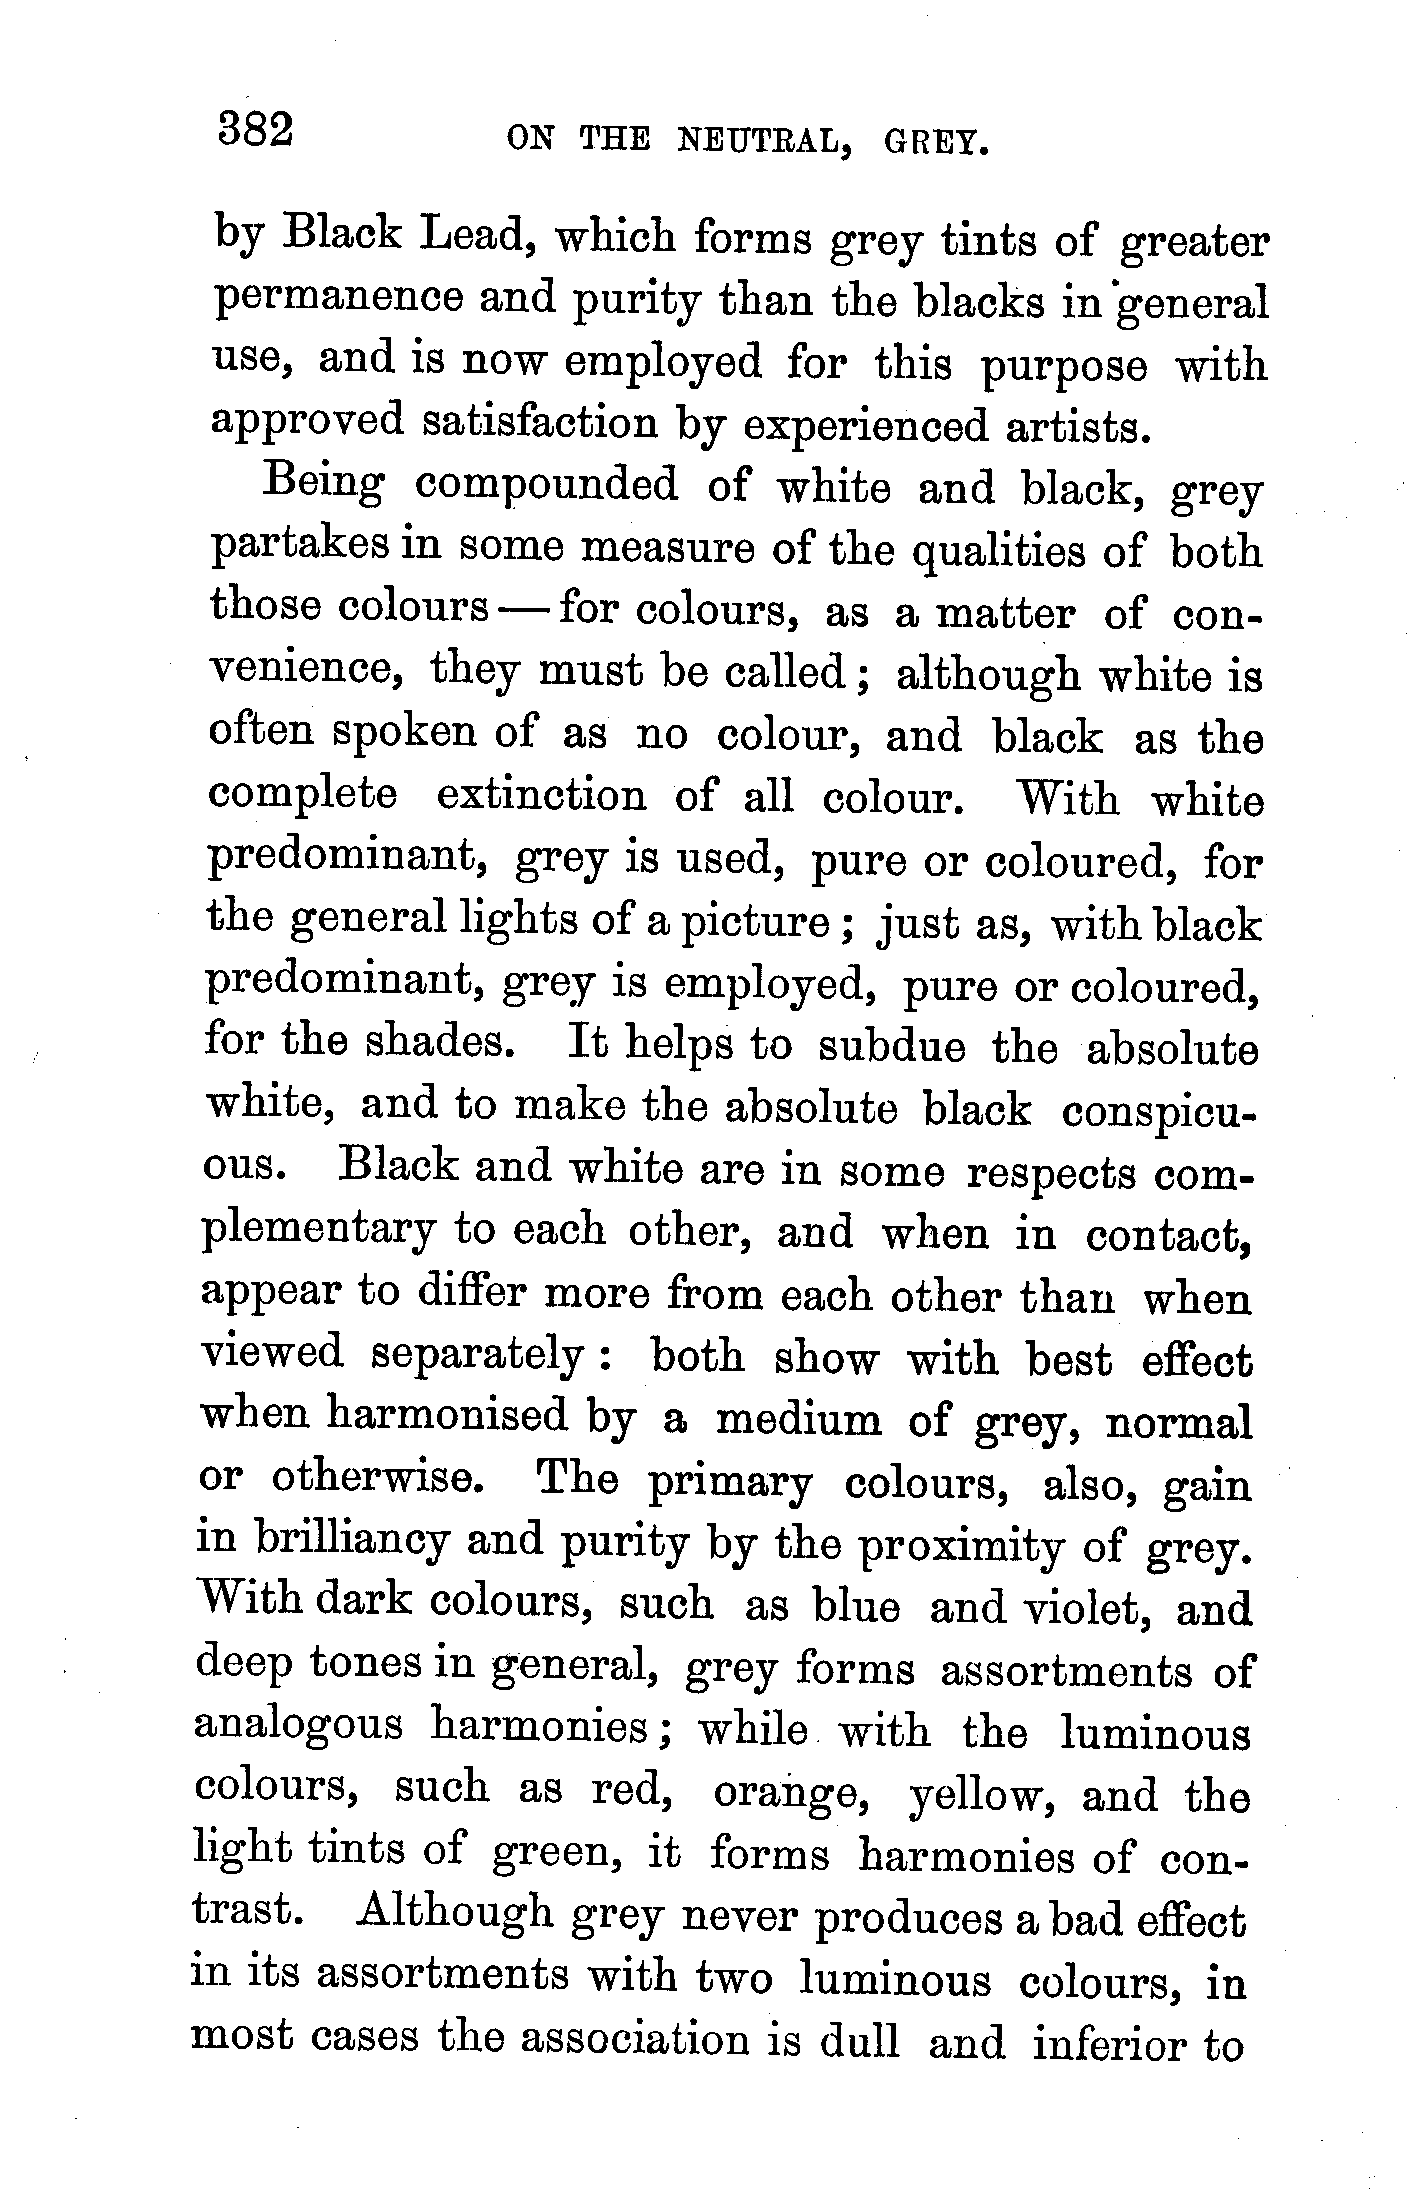 382 ON THE NEUTRAL, GREY.
by Black Lead, which forms grey tints of greater
permanence and purity than the blacks in general
use, and is now employed for this purpose with
approved satisfaction by experienced artists.
Being compounded of white and black, grey
partakes in some measure of the qualities of both
those colours — for colours, as a matter of con-
venience, they must be called; although white is
often spoken of as no colour, and black as the
complete extinction of all colour. With white
predominant, grey is used, pure or coloured, for
the general lights of a picture; just as, with black
predominant, grey is employed, pure or coloured,
for the shades. It helps to subdue the absolute
white, and to make the absolute black conspicu-
ous. Black and white are in some respects com-
plementary to each other, and when in contact,
appear to differ more from each other than when
viewed separately: both show with best effect
when harmonised by a medium of grey, normal
or otherwise. The primary colours, also, gain
in brilliancy and purity by the proximity of grey.
With dark colours, such as blue and violet, and
deep tones in general, grey forms assortments of
analogous harmonies; while with the luminous
colours, such as red, orange, yellow, and the
light tints of green, it forms harmonies of con-
trast. Although grey never produces a bad effect
in its assortments with two luminous colours, in
most cases the association is dull and inferior to